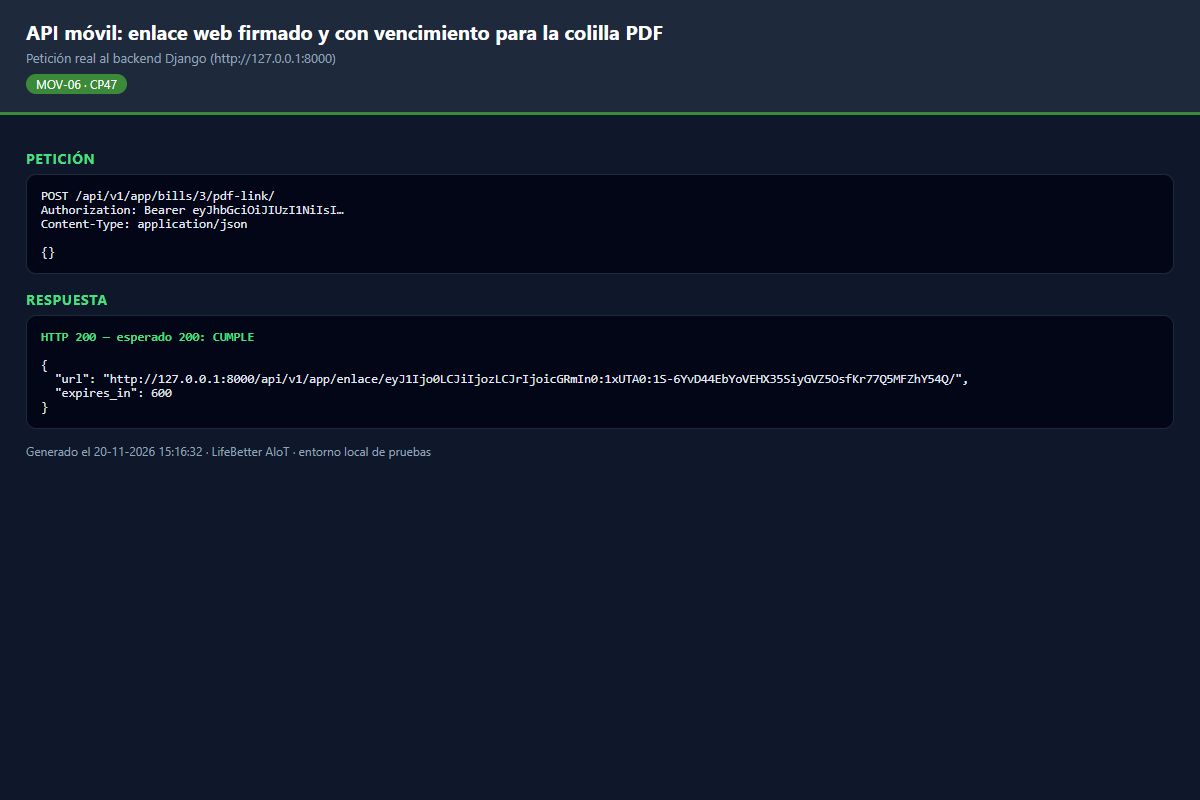 API móvil: enlace web firmado y con vencimiento para la colilla PDF
Petición real al backend Django (http://127.0.0.1:8000)
MOV-06 · CP47
PETICIÓN
POST /api/v1/app/bills/3/pdf-link/
Authorization: Bearer eyJhbGciOiJIUzI1NiIsI…
Content-Type: application/json
{}
RESPUESTA
HTTP 200 — esperado 200: CUMPLE
{
"url": "http://127.0.0.1:8000/api/v1/app/enlace/eyJ1Ijo0LCJiIjozLCJrIjoicGRmIn0:1xUTA0:1S-6YvD44EbYoVEHX35SiyGVZ5OsfKr77Q5MFZhY54Q/",
"expires_in": 600
}
Generado el 20-11-2026 15:16:32 · LifeBetter AIoT · entorno local de pruebas